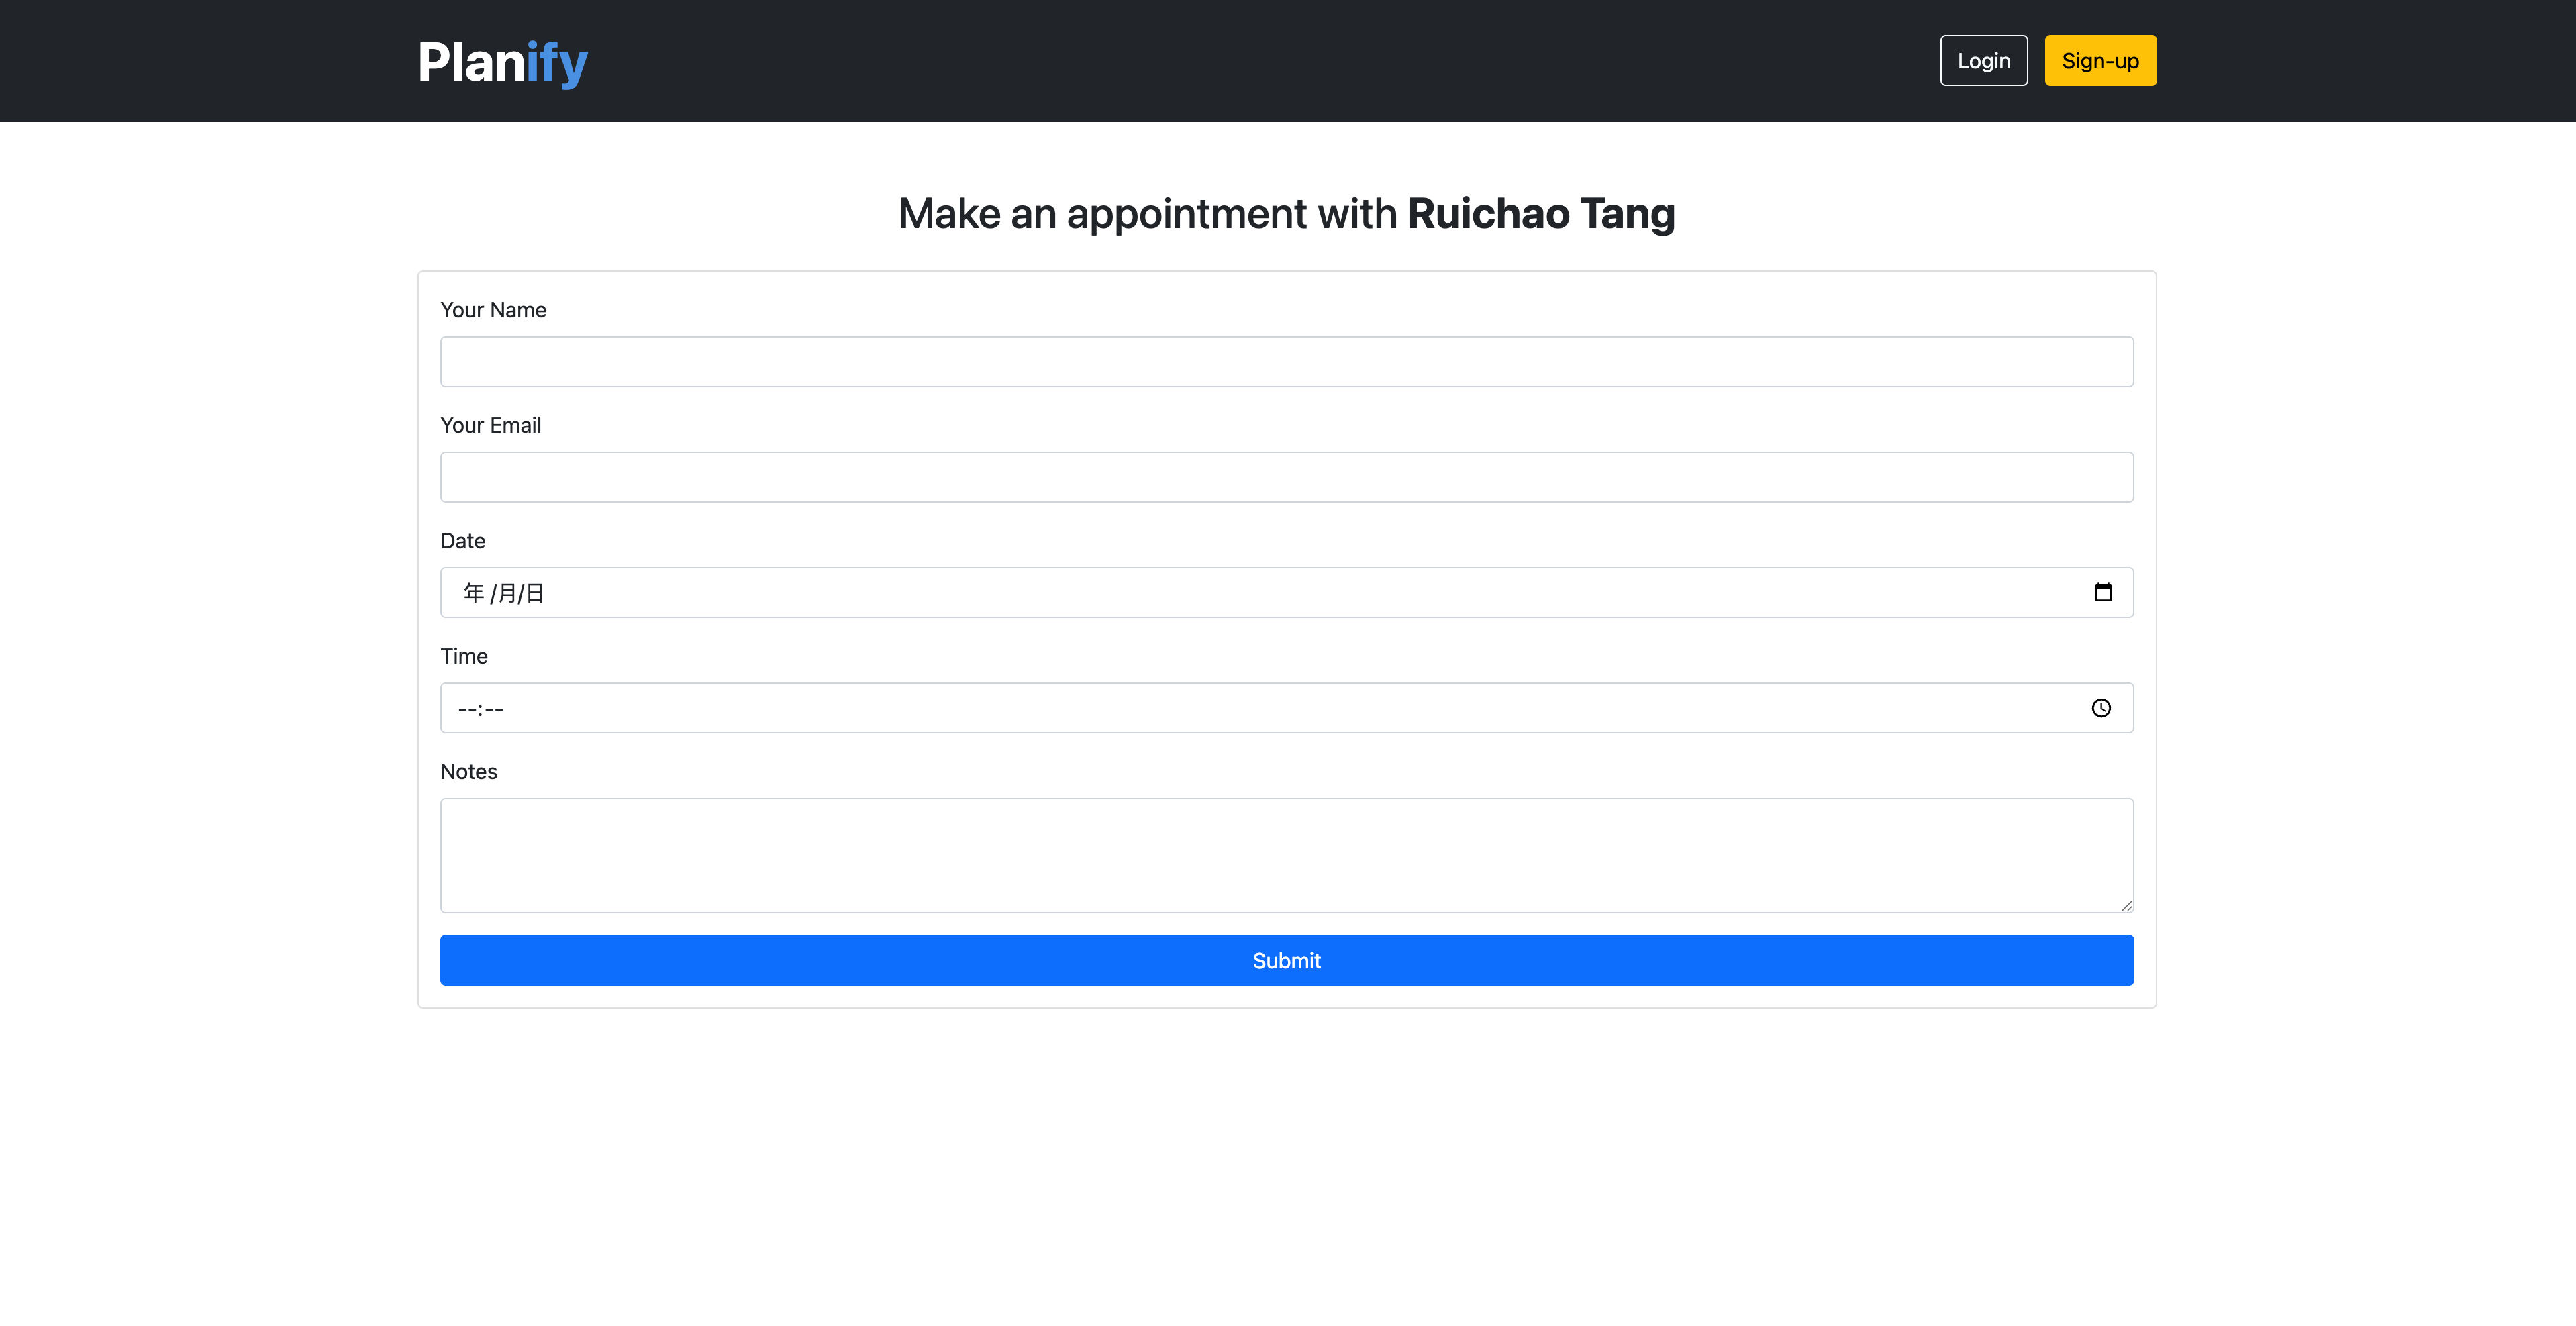 Planify
Login
Sign-up
Make an appointment with Ruichao Tang
Your Name
Your Email
Date
年 /月/日
Time
--:--
Notes
Submit